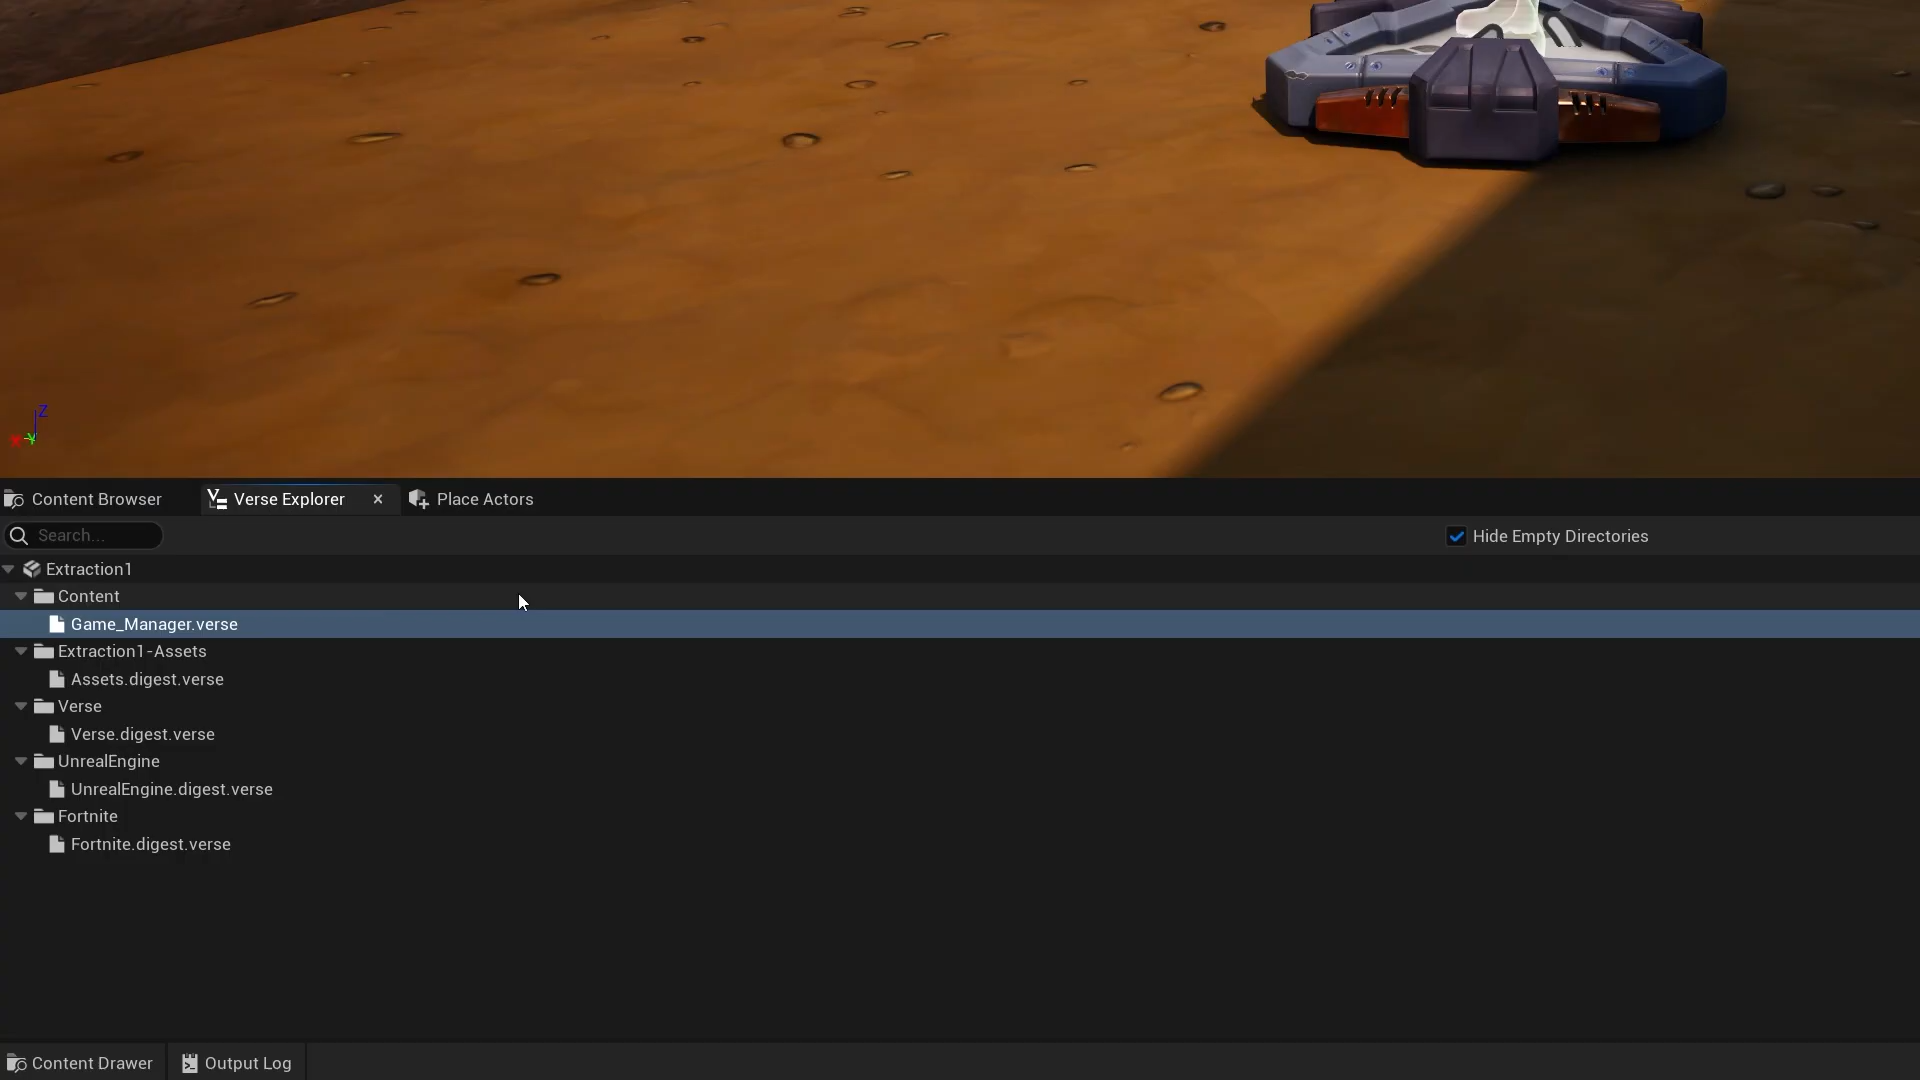 Z
X
Y
Content Browser
Verse Explorer
Place Actors
Search...
Hide Empty Directories
Extraction1
Content
Game_Manager.verse
Extraction1-Assets
Assets.digest.verse
Verse
Verse.digest.verse
UnrealEngine
UnrealEngine.digest.verse
Fortnite
Fortnite.digest.verse
Content Drawer
Output Log